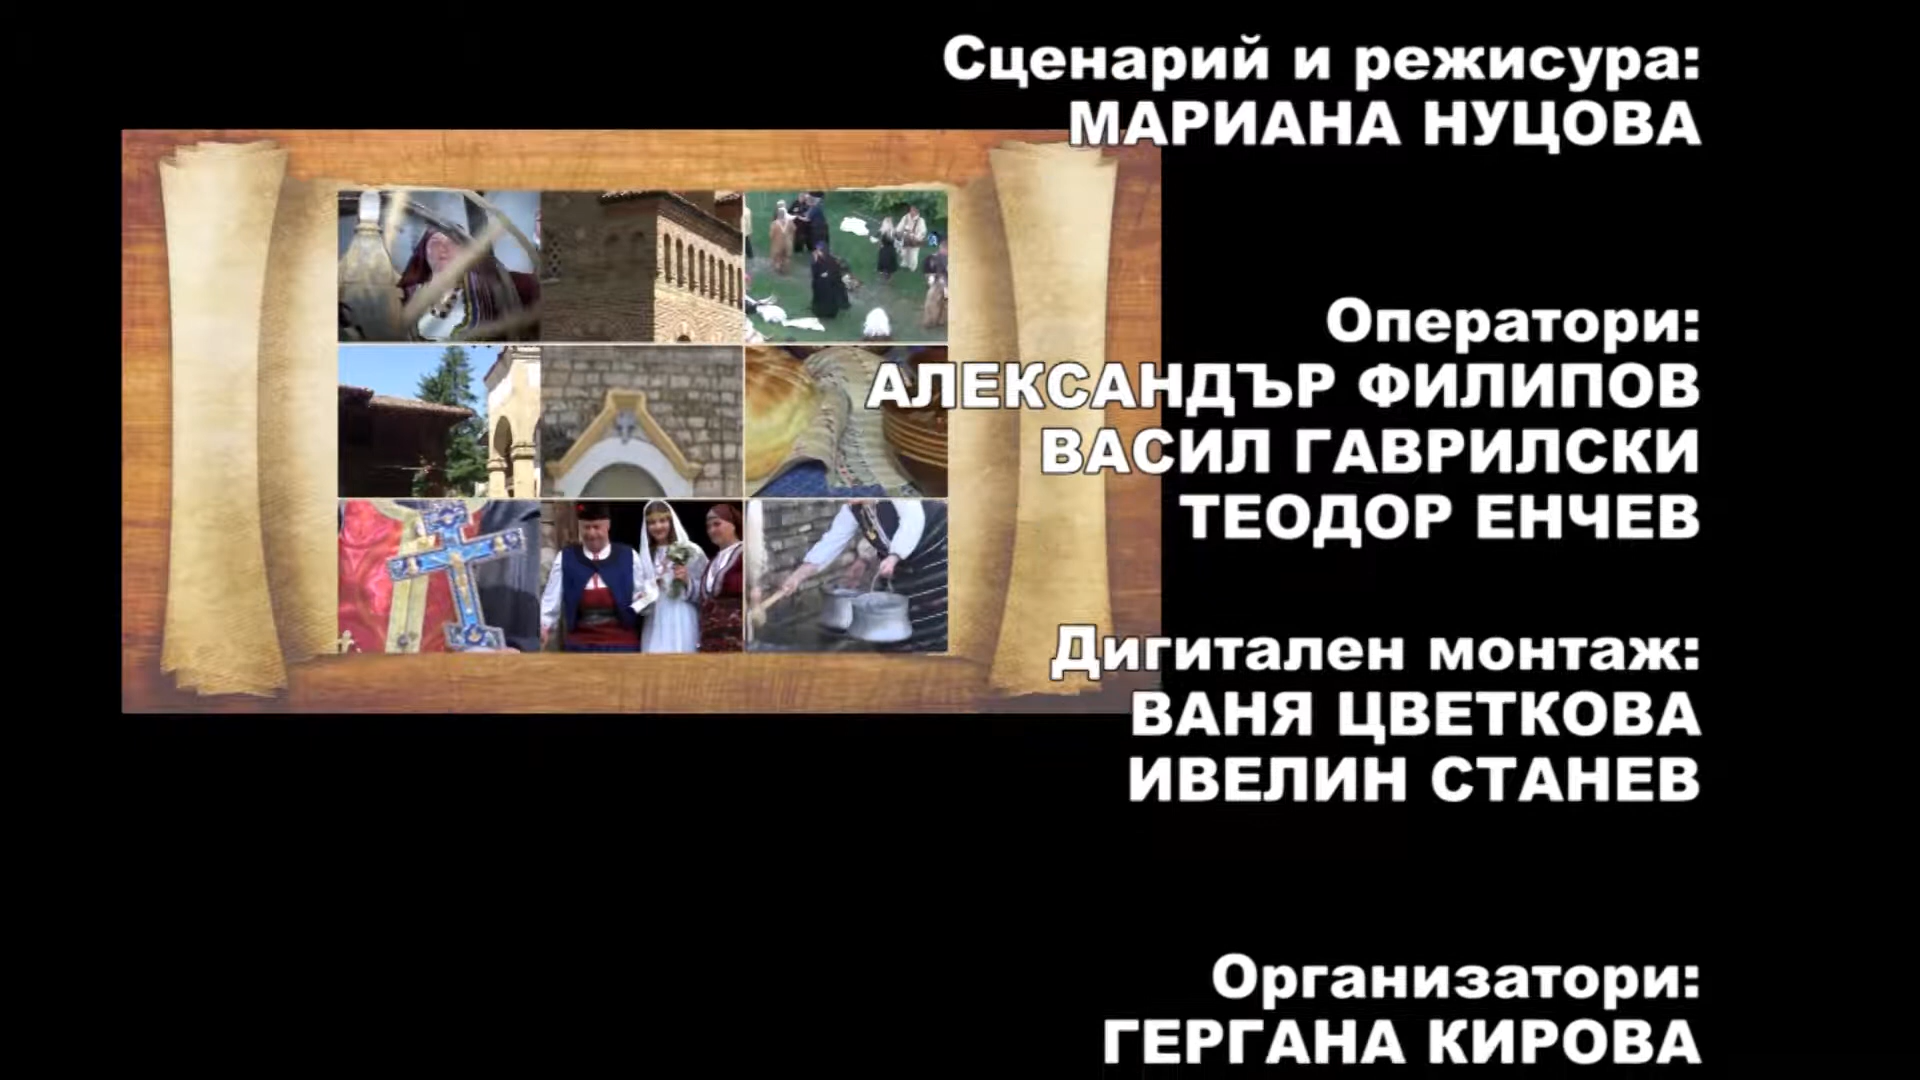 Сценарий и режисура:
МАРИАНА НУЦОВА
Оператори:
АЛЕКСАНДЪР ФИЛИПОВ
ВАСИЛ ГАВРИЛСКИ
ТЕОДОР ЕНЧЕВ
Дигитален монтаж:
ВАНЯ ЦВЕТКОВА
ИВЕЛИН СТАНЕВ
Организатори:
ГЕРГАНА КИРОВА